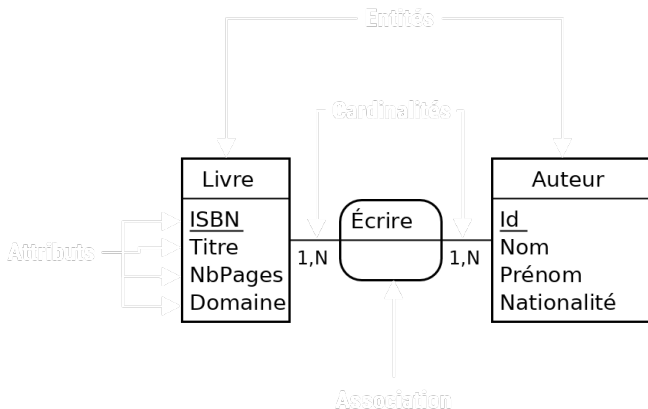 Entités
Cardinalités
Livre
Auteur
ISBN
Titre
NbPages
Domaine
Attributs
Écrire
1,N
1,N
Id
Nom
Prénom
Nationalité
Association